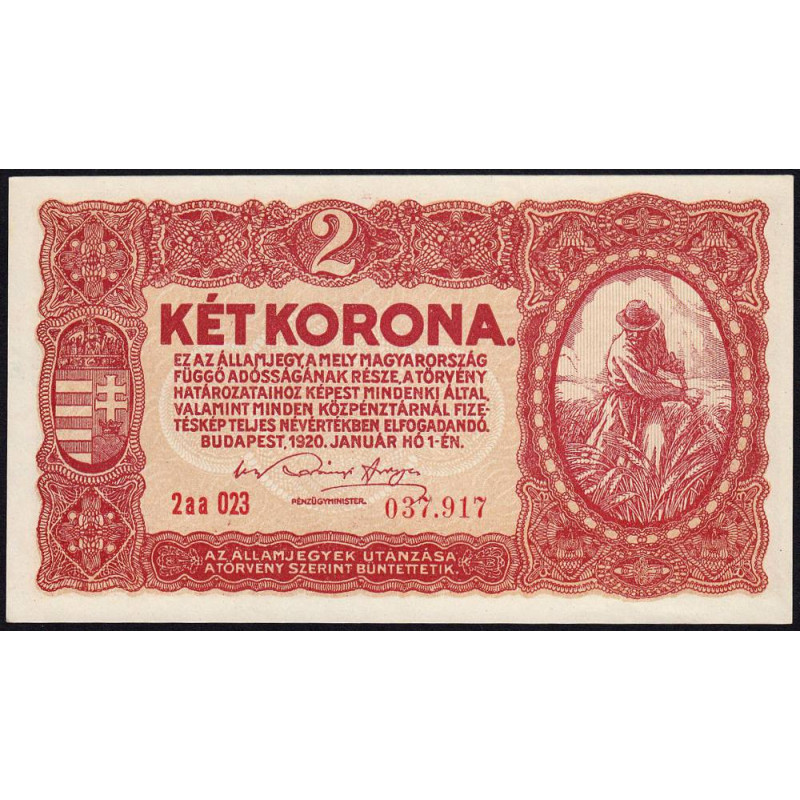 2
KÉT KORONA.
EZ AZ ÁLLAMJEGY, A MELY MAGYARORSZÁG
FÜGGŐ ADÓSSÁGÁNAK RÉSZE, A TÖRVÉNY
HATÁROZATAIHOZ KÉPEST MINDENKI ÁLTAL,
VALAMINT MINDEN KÖZPÉNZTÁRNÁL FIZE-
TÉSKÉP TELJES NÉVÉRTÉKBEN ELFOGADANDÓ.
BUDAPEST, 1920. JANUÁR HÓ 1-ÉN.
2aa 023
PÉNZÜGYMINISTER.
037.917
AZ ÁLLAMJEGYEK UTÁNZÁSA
A TÖRVÉNY SZERINT BÜNTETTETIK.